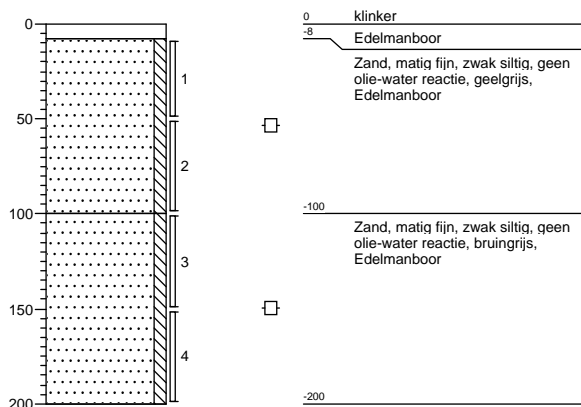 0
50
100
150
200
1
2
3
4
0
klinker
-8
Edelmanboor
Zand, matig fijn, zwak siltig, geen
olie-water reactie, geelgrijs,
Edelmanboor
-100
Zand, matig fijn, zwak siltig, geen
olie-water reactie, bruingrijs,
Edelmanboor
-200